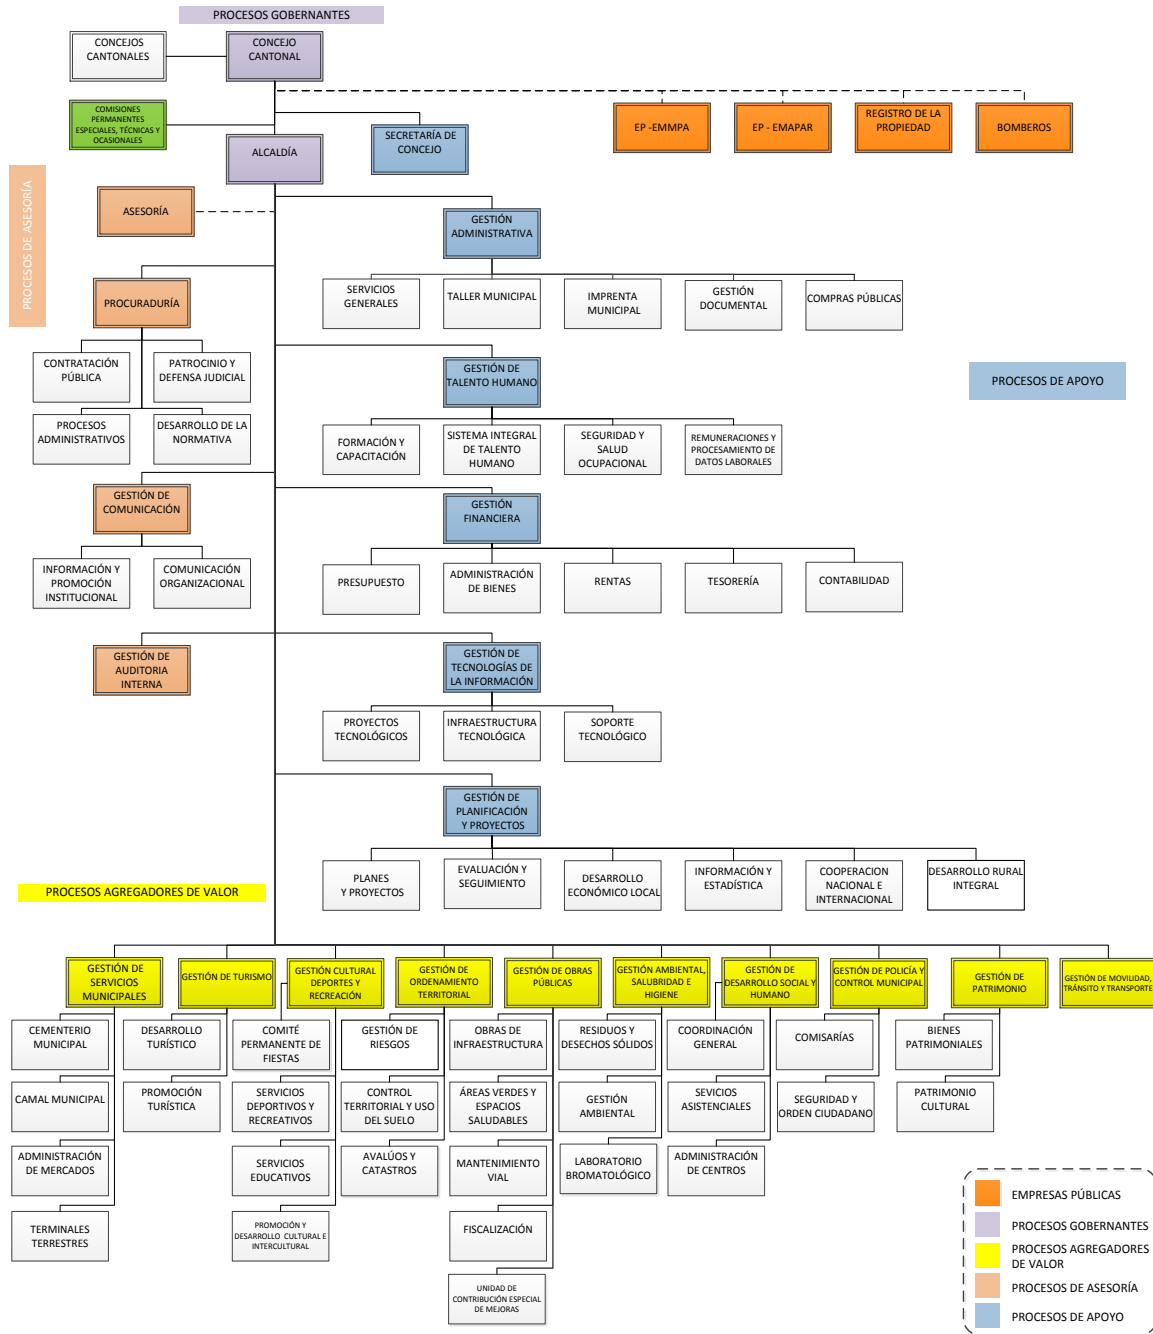 PROCESOS GOBERNANTES
CONCEJOS
CANTONALES
CONCEJO
CANTONAL
COMISIONES
PERMANENTES
ESPECIALES, TÉCNICAS Y
OCASIONALES
SECRETARÍA DE
CONCEJO
EP -EMMPA
EP - EMAPAR
REGISTRO DE LA
PROPIEDAD
BOMBEROS
ALCALDÍA
PROCESOS DE ASESORÍA
ASESORÍA
GESTIÓN
ADMINISTRATIVA
PROCURADURÍA
SERVICIOS
GENERALES
TALLER MUNICIPAL
IMPRENTA
MUNICIPAL
GESTIÓN
DOCUMENTAL
COMPRAS PÚBLICAS
CONTRATACIÓN
PÚBLICA
PATROCINIO Y
DEFENSA JUDICIAL
GESTIÓN DE
TALENTO HUMANO
PROCESOS DE APOYO
PROCESOS
ADMINISTRATIVOS
DESARROLLO DE LA
NORMATIVA
FORMACIÓN Y
CAPACITACIÓN
SISTEMA INTEGRAL
DE TALENTO
HUMANO
SEGURIDAD Y
SALUD
OCUPACIONAL
REMUNERACIONES Y
PROCESAMIENTO DE
DATOS LABORALES
GESTIÓN DE
COMUNICACIÓN
GESTIÓN
FINANCIERA
INFORMACIÓN Y
PROMOCIÓN
INSTITUCIONAL
COMUNICACIÓN
ORGANIZACIONAL
PRESUPUESTO
ADMINISTRACIÓN
DE BIENES
RENTAS
TESORERÍA
CONTABILIDAD
GESTIÓN DE
AUDITORIA
INTERNA
GESTIÓN DE
TECNOLOGÍAS DE
LA INFORMACIÓN
PROYECTOS
TECNOLÓGICOS
INFRAESTRUCTURA
TECNOLÓGICA
SOPORTE
TECNOLÓGICO
GESTIÓN DE
PLANIFICACIÓN
Y PROYECTOS
PLANES
Y PROYECTOS
EVALUACIÓN Y
SEGUIMIENTO
DESARROLLO
ECONÓMICO LOCAL
INFORMACIÓN Y
ESTADÍSTICA
COOPERACION
NACIONAL E
INTERNACIONAL
DESARROLLO RURAL
INTEGRAL
PROCESOS AGREGADORES DE VALOR
GESTIÓN DE
SERVICIOS
MUNICIPALES
GESTIÓN DE TURISMO
GESTIÓN CULTURAL
DEPORTES Y
RECREACIÓN
GESTIÓN DE
ORDENAMIENTO
TERRITORIAL
GESTIÓN DE OBRAS
PÚBLICAS
GESTIÓN AMBIENTAL,
SALUBRIDAD E
HIGIENE
GESTIÓN DE
DESARROLLO SOCIAL Y
HUMANO
GESTIÓN DE POLICÍA Y
CONTROL MUNICIPAL
GESTIÓN DE
PATRIMONIO
GESTIÓN DE MOVILIDAD,
TRÁNSITO Y TRANSPORTE
CEMENTERIO
MUNICIPAL
DESARROLLO
TURÍSTICO
COMITÉ
PERMANENTE DE
FIESTAS
GESTIÓN DE
RIESGOS
OBRAS DE
INFRAESTRUCTURA
RESIDUOS Y
DESECHOS SÓLIDOS
COORDINACIÓN
GENERAL
COMISARÍAS
BIENES
PATRIMONIALES
CAMAL MUNICIPAL
PROMOCIÓN
TURÍSTICA
SERVICIOS
DEPORTIVOS Y
RECREATIVOS
CONTROL
TERRITORIAL Y USO
DEL SUELO
ÁREAS VERDES Y
ESPACIOS
SALUDABLES
GESTIÓN
AMBIENTAL
SEVICIOS
ASISTENCIALES
SEGURIDAD Y
ORDEN CIUDADANO
PATRIMONIO
CULTURAL
ADMINISTRACIÓN
DE MERCADOS
SERVICIOS
EDUCATIVOS
AVALÚOS Y
CATASTROS
MANTENIMIENTO
VIAL
LABORATORIO
BROMATOLÓGICO
ADMINISTRACIÓN
DE CENTROS
TERMINALES
TERRESTRES
PROMOCIÓN Y
DESARROLLO CULTURAL E
INTERCULTURAL
FISCALIZACIÓN
UNIDAD DE
CONTRIBUCIÓN ESPECIAL
DE MEJORAS
EMPRESAS PÚBLICAS
PROCESOS GOBERNANTES
PROCESOS AGREGADORES
DE VALOR
PROCESOS DE ASESORÍA
PROCESOS DE APOYO